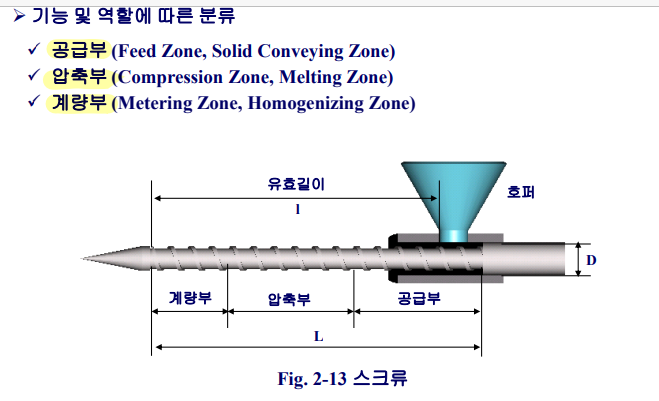 ➢ 기능 및 역할에 따른 분류
✓ 공급부 (Feed Zone, Solid Conveying Zone)
✓ 압축부 (Compression Zone, Melting Zone)
✓ 계량부 (Metering Zone, Homogenizing Zone)
유효길이
l
호퍼
D
계량부 압축부 공급부
L
Fig. 2-13 스크류